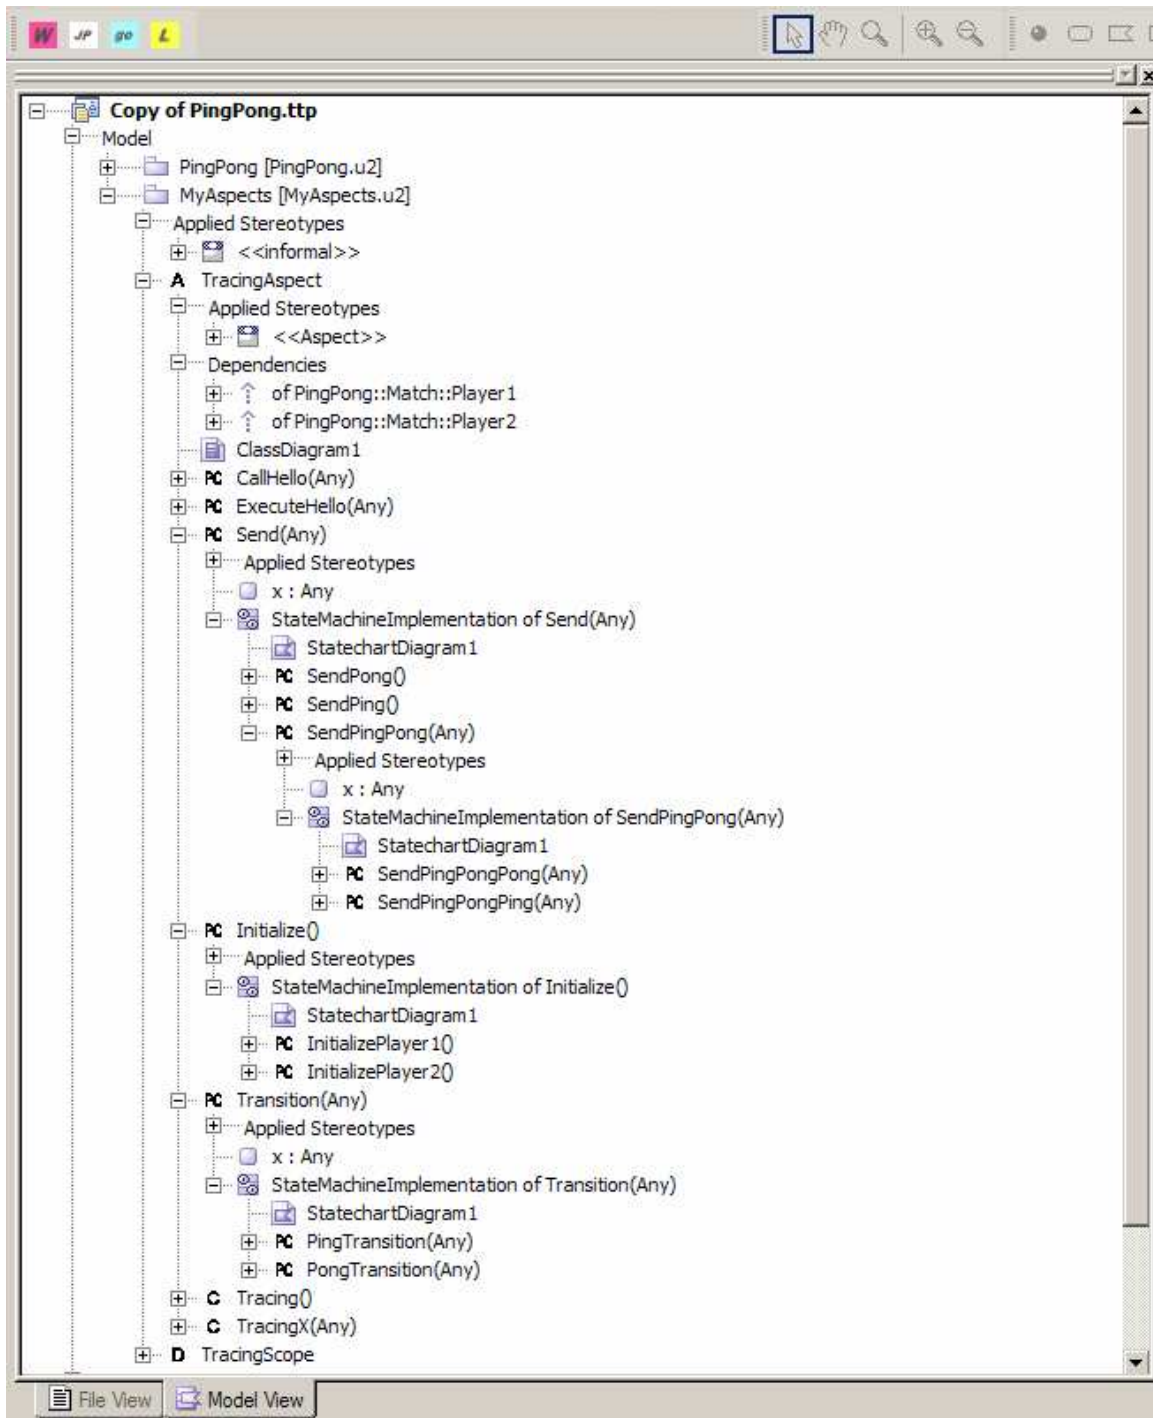 W JP go L
Copy of PingPong.ttp
Model
PingPong [PingPong.u2]
MyAspects [MyAspects.u2]
Applied Stereotypes
<<informal>>
A TracingAspect
Applied Stereotypes
<<Aspect>>
Dependencies
of PingPong::Match::Player1
of PingPong::Match::Player2
ClassDiagram1
PC CallHello(Any)
PC ExecuteHello(Any)
PC Send(Any)
Applied Stereotypes
x : Any
StateMachineImplementation of Send(Any)
StatechartDiagram1
PC SendPong()
PC SendPing()
PC SendPingPong(Any)
Applied Stereotypes
x : Any
StateMachineImplementation of SendPingPong(Any)
StatechartDiagram1
PC SendPingPongPong(Any)
PC SendPingPongPing(Any)
PC Initialize()
Applied Stereotypes
StateMachineImplementation of Initialize()
StatechartDiagram1
PC InitializePlayer1()
PC InitializePlayer2()
PC Transition(Any)
Applied Stereotypes
x : Any
StateMachineImplementation of Transition(Any)
StatechartDiagram1
PC PingTransition(Any)
PC PongTransition(Any)
C Tracing()
C TracingX(Any)
D TracingScope
File View Model View